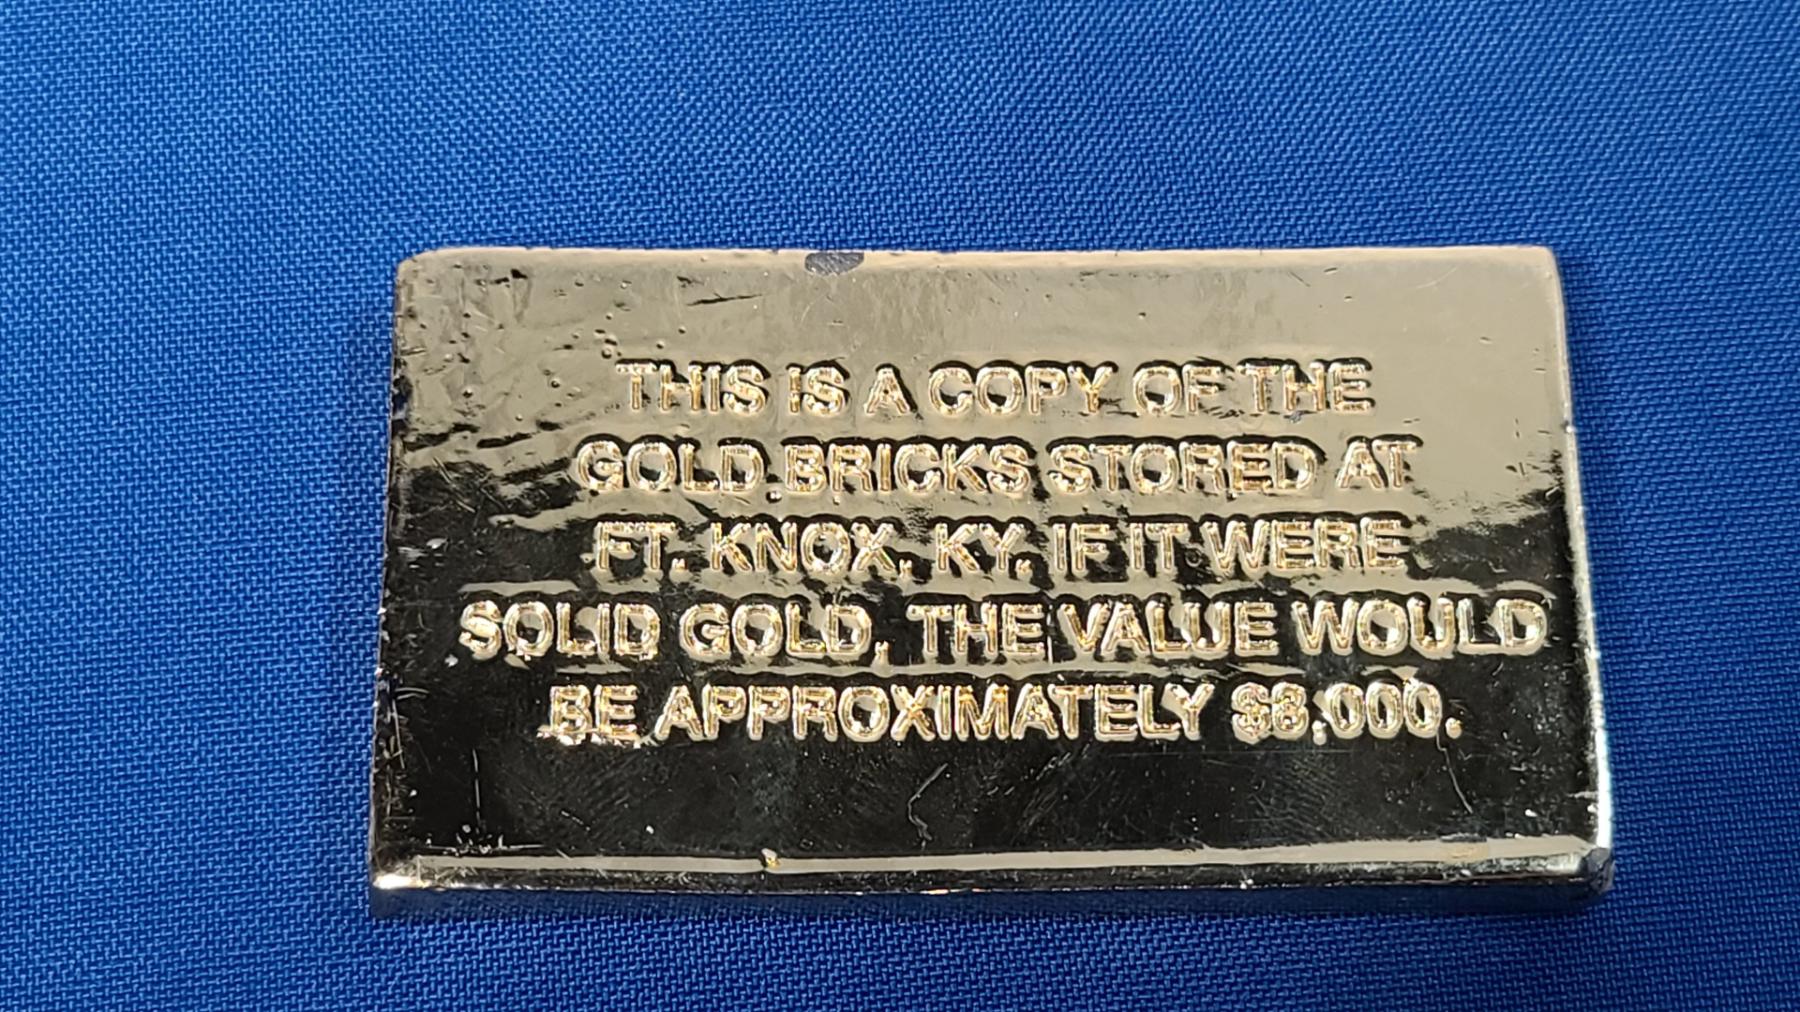 THIS IS A COPY OF THE
GOLD BRICKS STORED AT
FT. KNOX, KY. IF IT WERE
SOLID GOLD, THE VALUE WOULD
BE APPROXIMATELY $8,000.